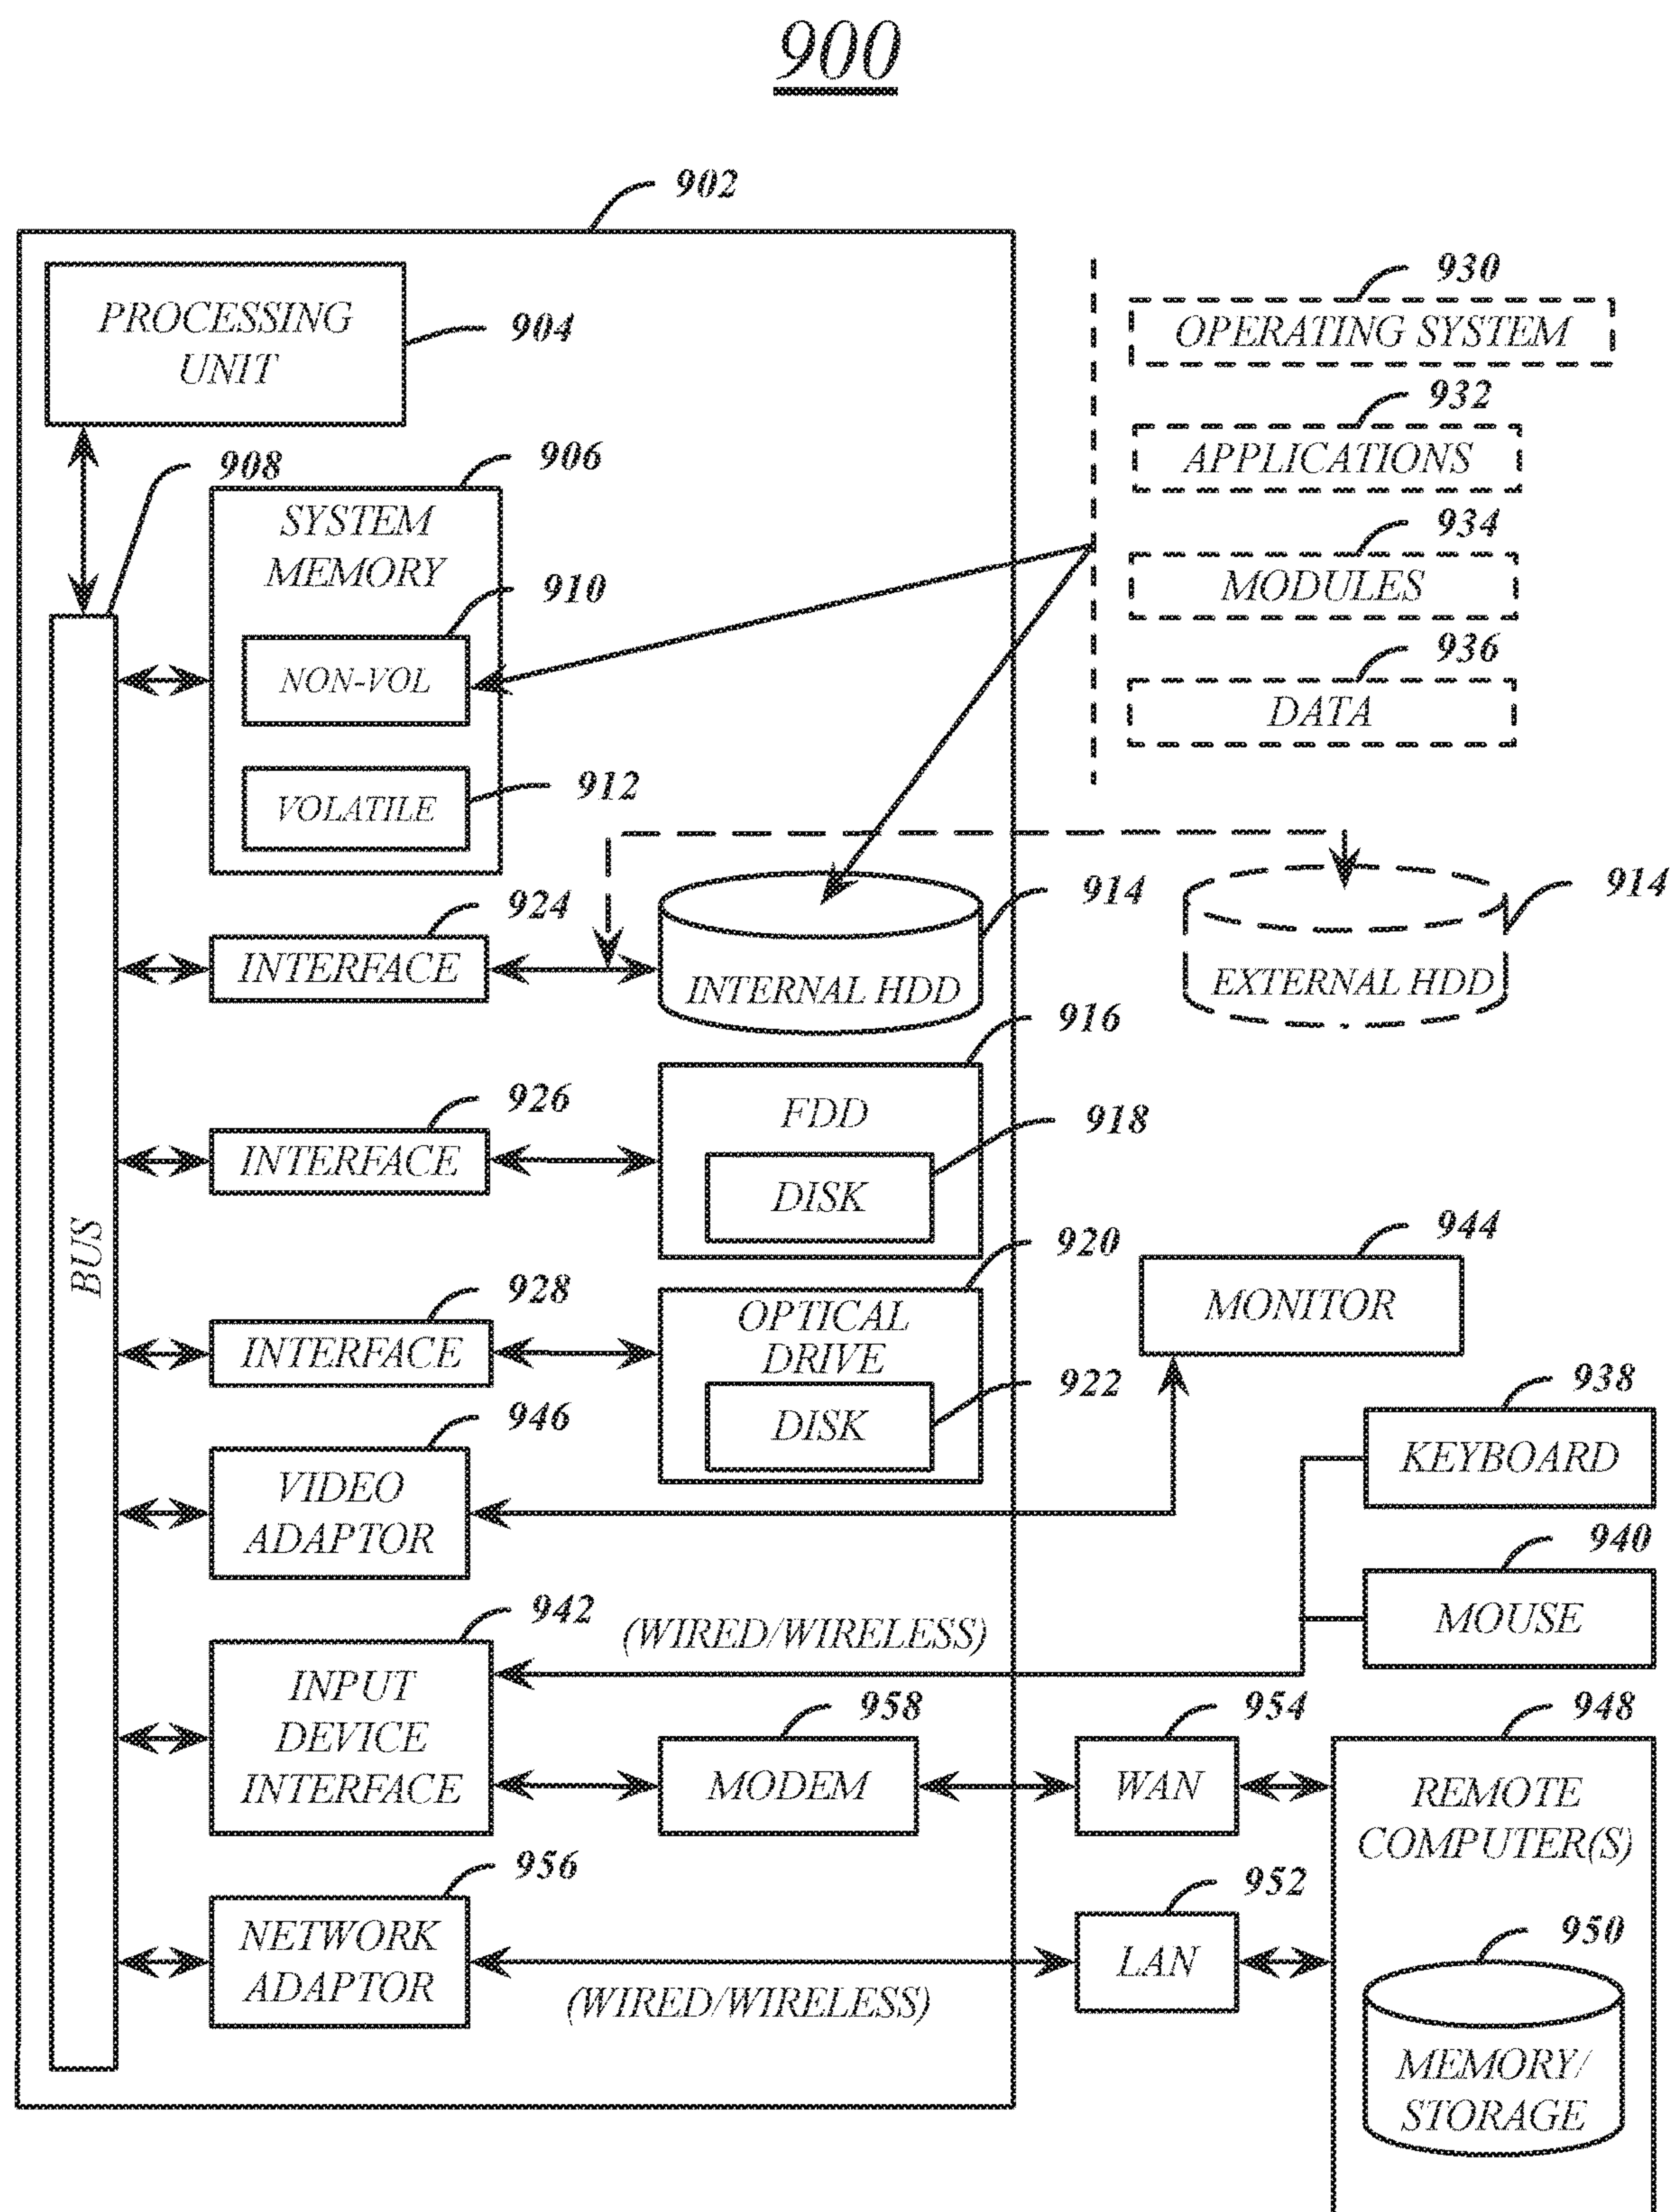 900
902
PROCESSING
UNIT
904
930
OPERATING SYSTEM
932
APPLICATIONS
934
MODULES
936
DATA
908
906
SYSTEM
MEMORY
910
NON-VOL
912
VOLATILE
924
INTERFACE
914
INTERNAL HDD
914
EXTERNAL HDD
916
FDD
918
DISK
926
INTERFACE
BUS
920
OPTICAL
DRIVE
922
DISK
928
INTERFACE
944
MONITOR
946
VIDEO
ADAPTOR
938
KEYBOARD
940
MOUSE
942
INPUT
DEVICE
INTERFACE
(WIRED/WIRELESS)
958
MODEM
954
WAN
948
REMOTE
COMPUTER(S)
956
NETWORK
ADAPTOR
(WIRED/WIRELESS)
952
LAN
950
MEMORY/
STORAGE